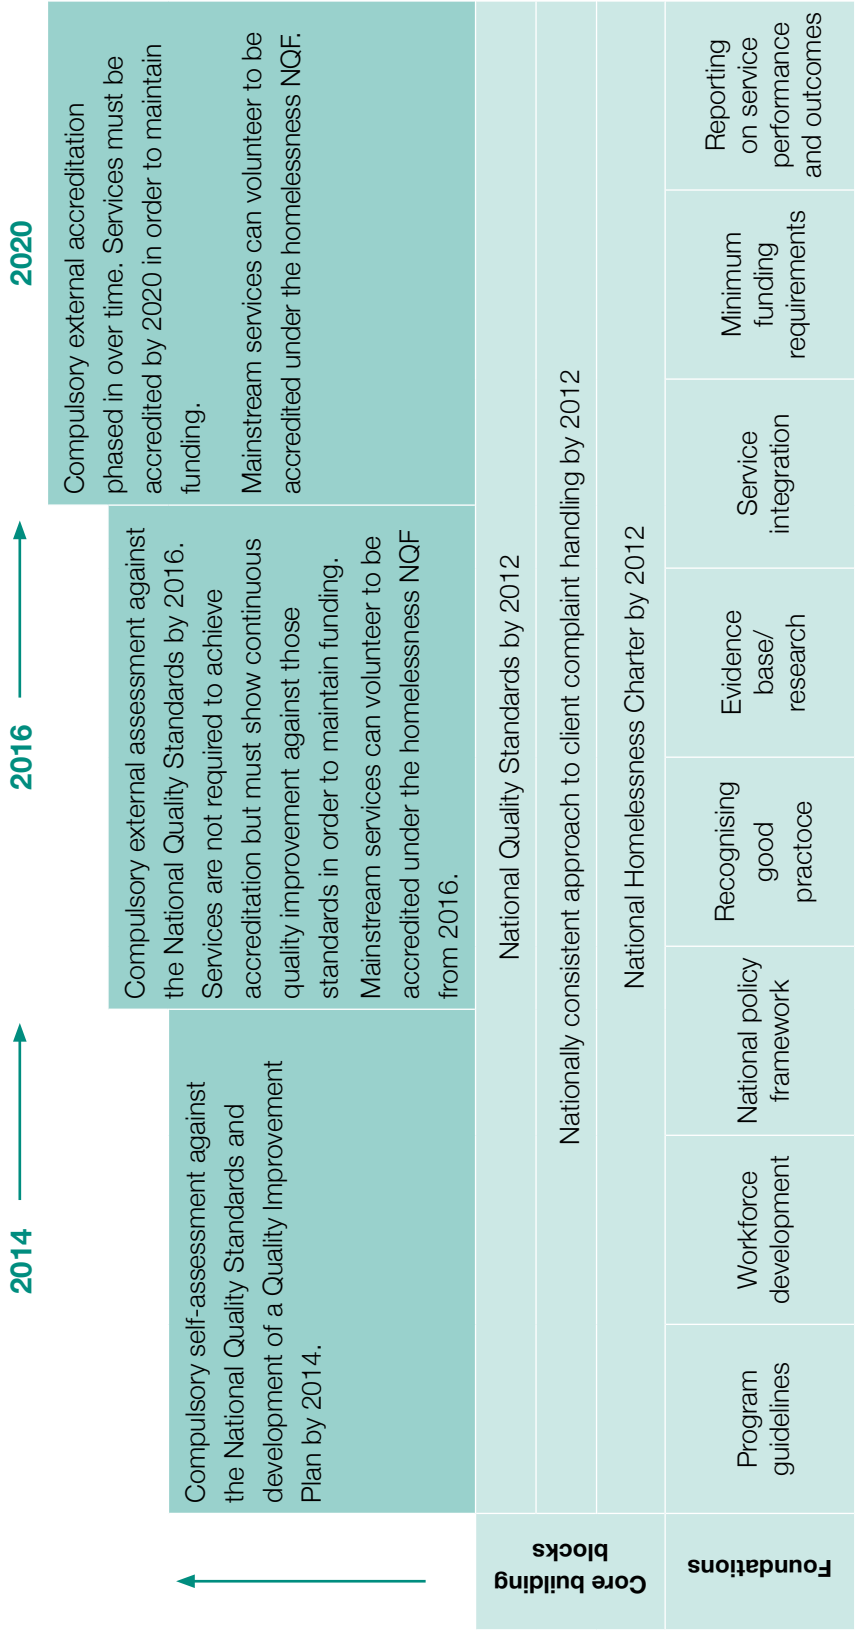 2014
2016
2020
Compulsory self-assessment against
the National Quality Standards and
development of a Quality Improvement
Plan by 2014.
Compulsory external assessment against
the National Quality Standards by 2016.
Services are not required to achieve
accreditation but must show continuous
quality improvement against those
standards in order to maintain funding.
Mainstream services can volunteer to be
accredited under the homelessness NQF
from 2016.
Compulsory external accreditation
phased in over time. Services must be
accredited by 2020 in order to maintain
funding.
Mainstream services can volunteer to be
accredited under the homelessness NQF.
Core building
blocks
National Quality Standards by 2012
Nationally consistent approach to client complaint handling by 2012
National Homelessness Charter by 2012
Foundations
Program
guidelines
Workforce
development
National policy
framework
Recognising
good
practoce
Evidence
base/
research
Service
integration
Minimum
funding
requirements
Reporting
on service
performance
and outcomes